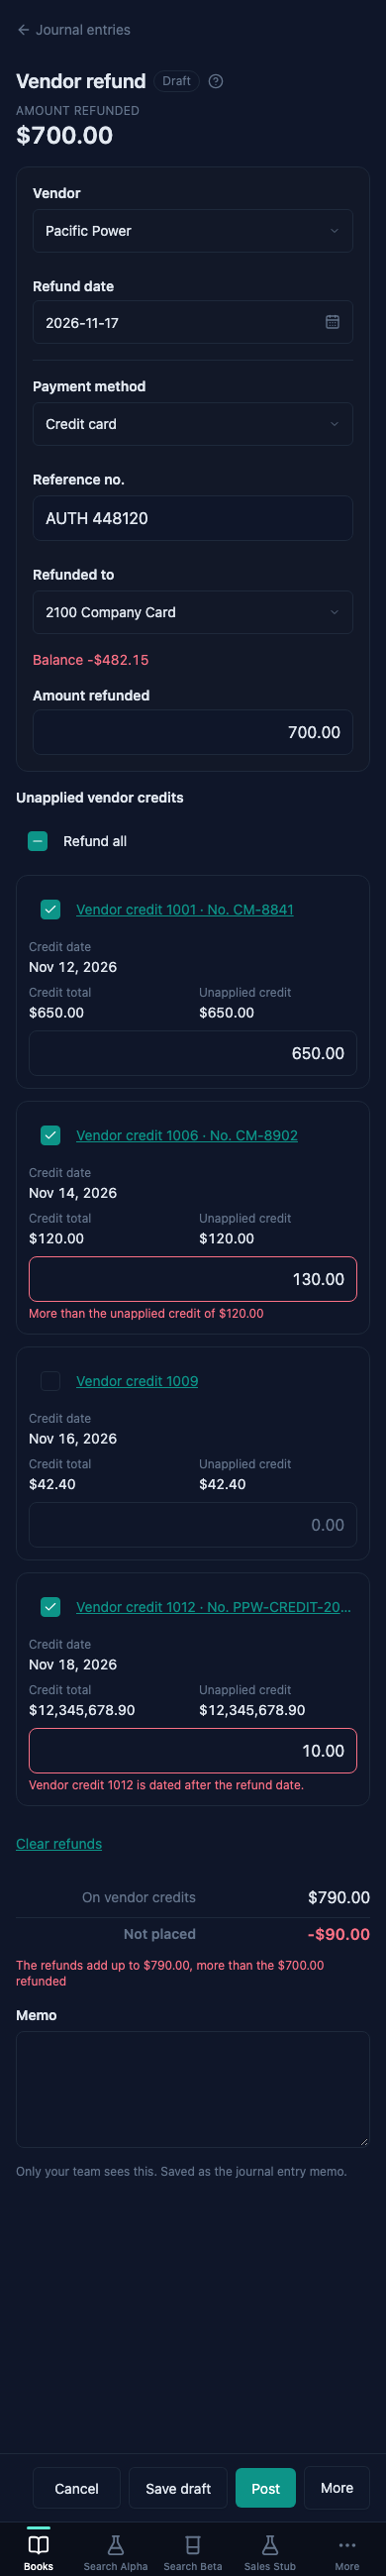 Journal entries
Vendor refund Draft
AMOUNT REFUNDED
$700.00
Vendor
Pacific Power
Refund date
2026-11-17
Payment method
Credit card
Reference no.
AUTH 448120
Refunded to
2100 Company Card
Balance -$482.15
Amount refunded
700.00
Unapplied vendor credits
Refund all
Vendor credit 1001 · No. CM-8841
Credit date
Nov 12, 2026
Credit total Unapplied credit
$650.00 $650.00
650.00
Vendor credit 1006 · No. CM-8902
Credit date
Nov 14, 2026
Credit total Unapplied credit
$120.00 $120.00
130.00
More than the unapplied credit of $120.00
Vendor credit 1009
Credit date
Nov 16, 2026
Credit total Unapplied credit
$42.40 $42.40
0.00
Vendor credit 1012 · No. PPW-CREDIT-20...
Credit date
Nov 18, 2026
Credit total Unapplied credit
$12,345,678.90 $12,345,678.90
10.00
Vendor credit 1012 is dated after the refund date.
Clear refunds
On vendor credits $790.00
Not placed -$90.00
The refunds add up to $790.00, more than the $700.00
refunded
Memo
Only your team sees this. Saved as the journal entry memo.
Cancel Save draft Post More
Books Search Alpha Search Beta Sales Stub More